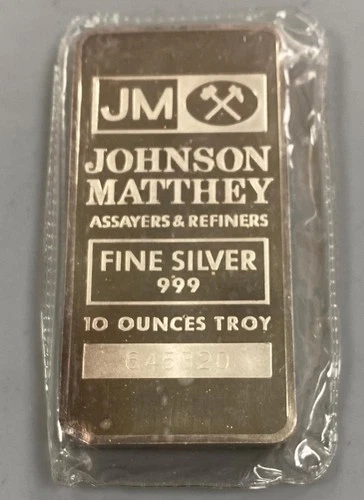 JM
JOHNSON
MATTHEY
ASSAYERS & REFINERS
FINE SILVER
999
10 OUNCES TROY